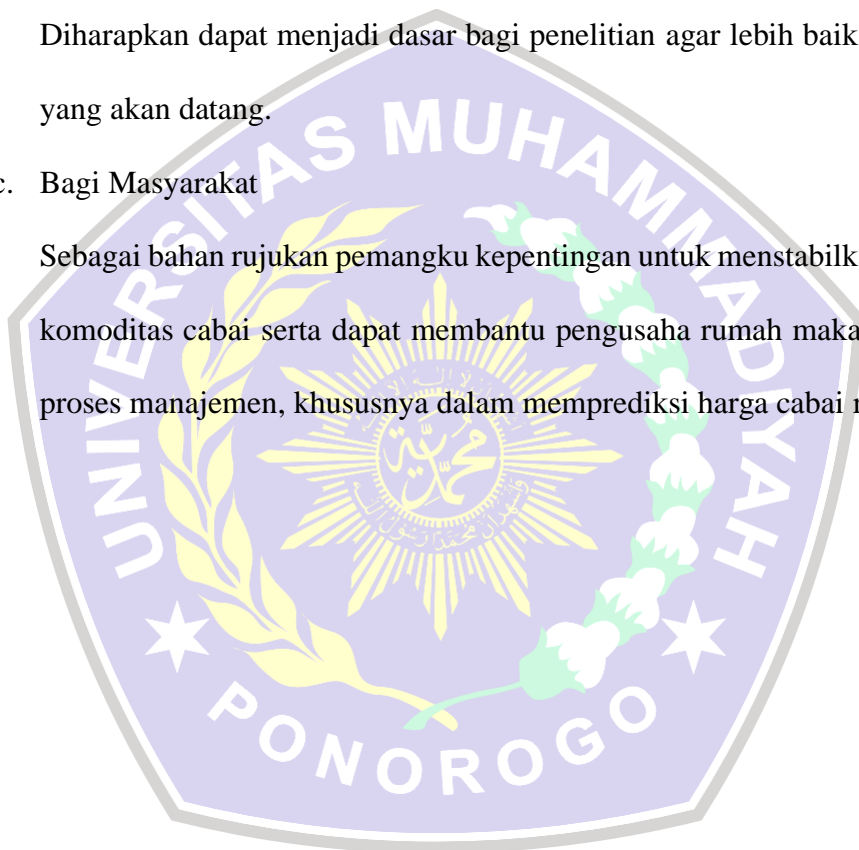 Diharapkan dapat menjadi dasar bagi penelitian agar lebih baik
yang akan datang.
c. Bagi Masyarakat
Sebagai bahan rujukan pemangku kepentingan untuk menstabilk
komoditas cabai serta dapat membantu pengusaha rumah maka
proses manajemen, khususnya dalam memprediksi harga cabai
UNIVERSITAS MUHAMMADIYAH
PONOROGO
محمد